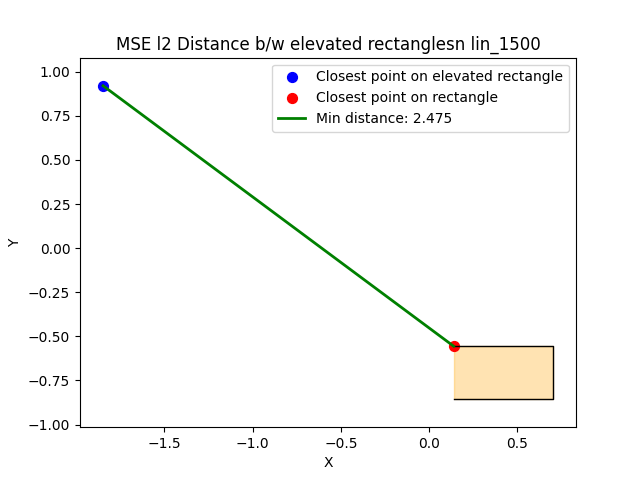 MSE l2 Distance b/w elevated rectanglesn lin_1500
Closest point on elevated rectangle
Closest point on rectangle
Min distance: 2.475
1.00
0.75
0.50
0.25
0.00
−0.25
−0.50
−0.75
−1.00
Y
−1.5
−1.0
−0.5
0.0
0.5
X